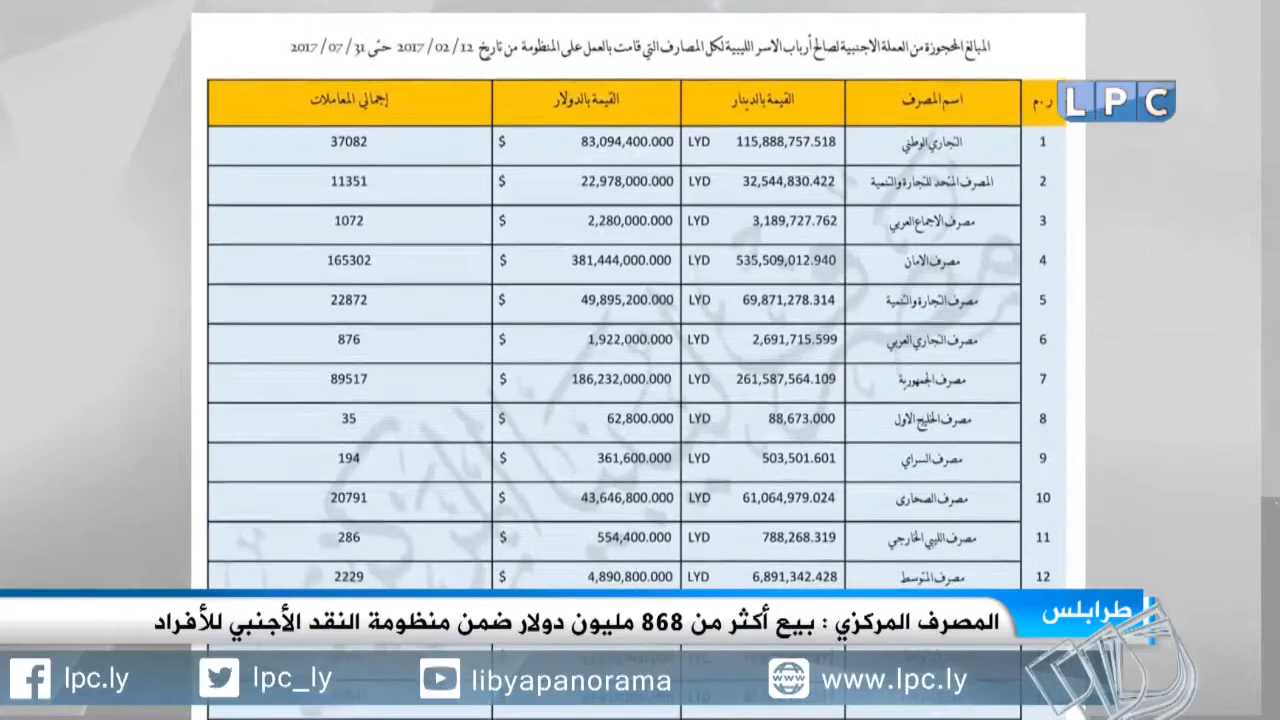 المبالغ المحجوزة من العملة الاجنبية لصالح أرباب الاسر الليبية لكل المصارف التي قامت بالعمل على المنظومة من تاريخ 2017/02/12 حتى 2017/07/31
LPC
ر.م اسم المصرف القيمة بالدينار القيمة بالدولار إجمالي المعاملات
1 التجاري الوطني LYD 115,888,757.518 $ 83,094,400.000 37082
2 المصرف المتحد للتجارة والتنمية LYD 32,544,830.422 $ 22,978,000.000 11351
3 مصرف الاجماع العربي LYD 3,189,727.762 $ 2,280,000.000 1072
4 مصرف الامان LYD 535,509,012.940 $ 381,444,000.000 165302
5 مصرف التجارة والتنمية LYD 69,871,278.314 $ 49,895,200.000 22872
6 مصرف التجاري العربي LYD 2,691,715.599 $ 1,922,000.000 876
7 مصرف الجمهورية LYD 261,587,564.109 $ 186,232,000.000 89517
8 مصرف الخليج الاول LYD 88,673.000 $ 62,800.000 35
9 مصرف السراي LYD 503,501.601 $ 361,600.000 194
10 مصرف الصحارى LYD 61,064,979.024 $ 43,646,800.000 20791
11 مصرف الليبي الخارجي LYD 788,268.319 $ 554,400.000 286
12 مصرف المتوسط LYD 6,891,342.428 $ 4,890,800.000 2229
طرابلس
المصرف المركزي : بيع أكثر من 868 مليون دولار ضمن منظومة النقد الأجنبي للأفراد
lpc.ly lpc_ly libyapanorama www.lpc.ly